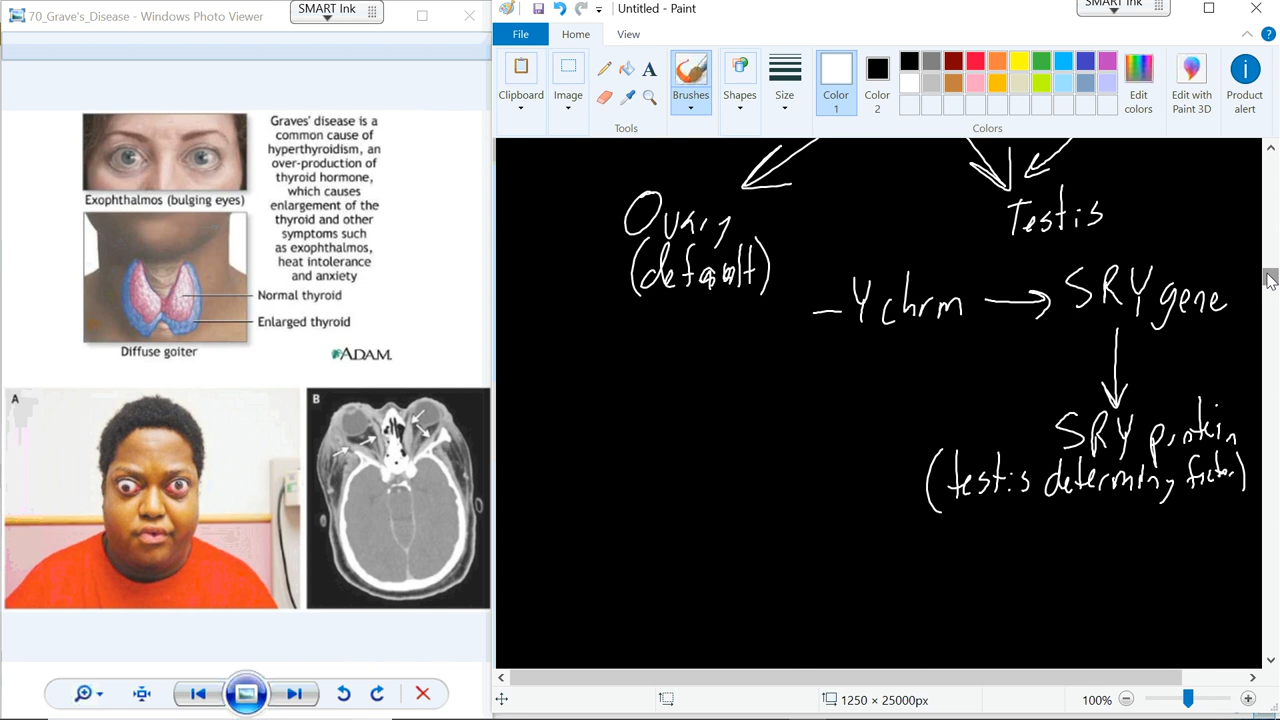 70_Grave's_Disease - Windows Photo Viewer
SMART Ink
Graves' disease is a
common cause of
hyperthyroidism, an
over-production of
thyroid hormone,
which causes
enlargement of the
thyroid and other
symptoms such
as exophthalmos,
heat intolerance
and anxiety
Exophthalmos (bulging eyes)
Normal thyroid
Enlarged thyroid
Diffuse goiter
ADAM.
A
B
Untitled - Paint
SMART Ink
File
Home
View
Clipboard
Image
Tools
Brushes
Shapes
Size
Color
1
Color
2
Edit
colors
Edit with
Paint 3D
Product
alert
Colors
Ovary
(default)
Testis
- Y chrm → SRY gene
SRY protein
(testis determining factor)
1250 × 25000px
100%